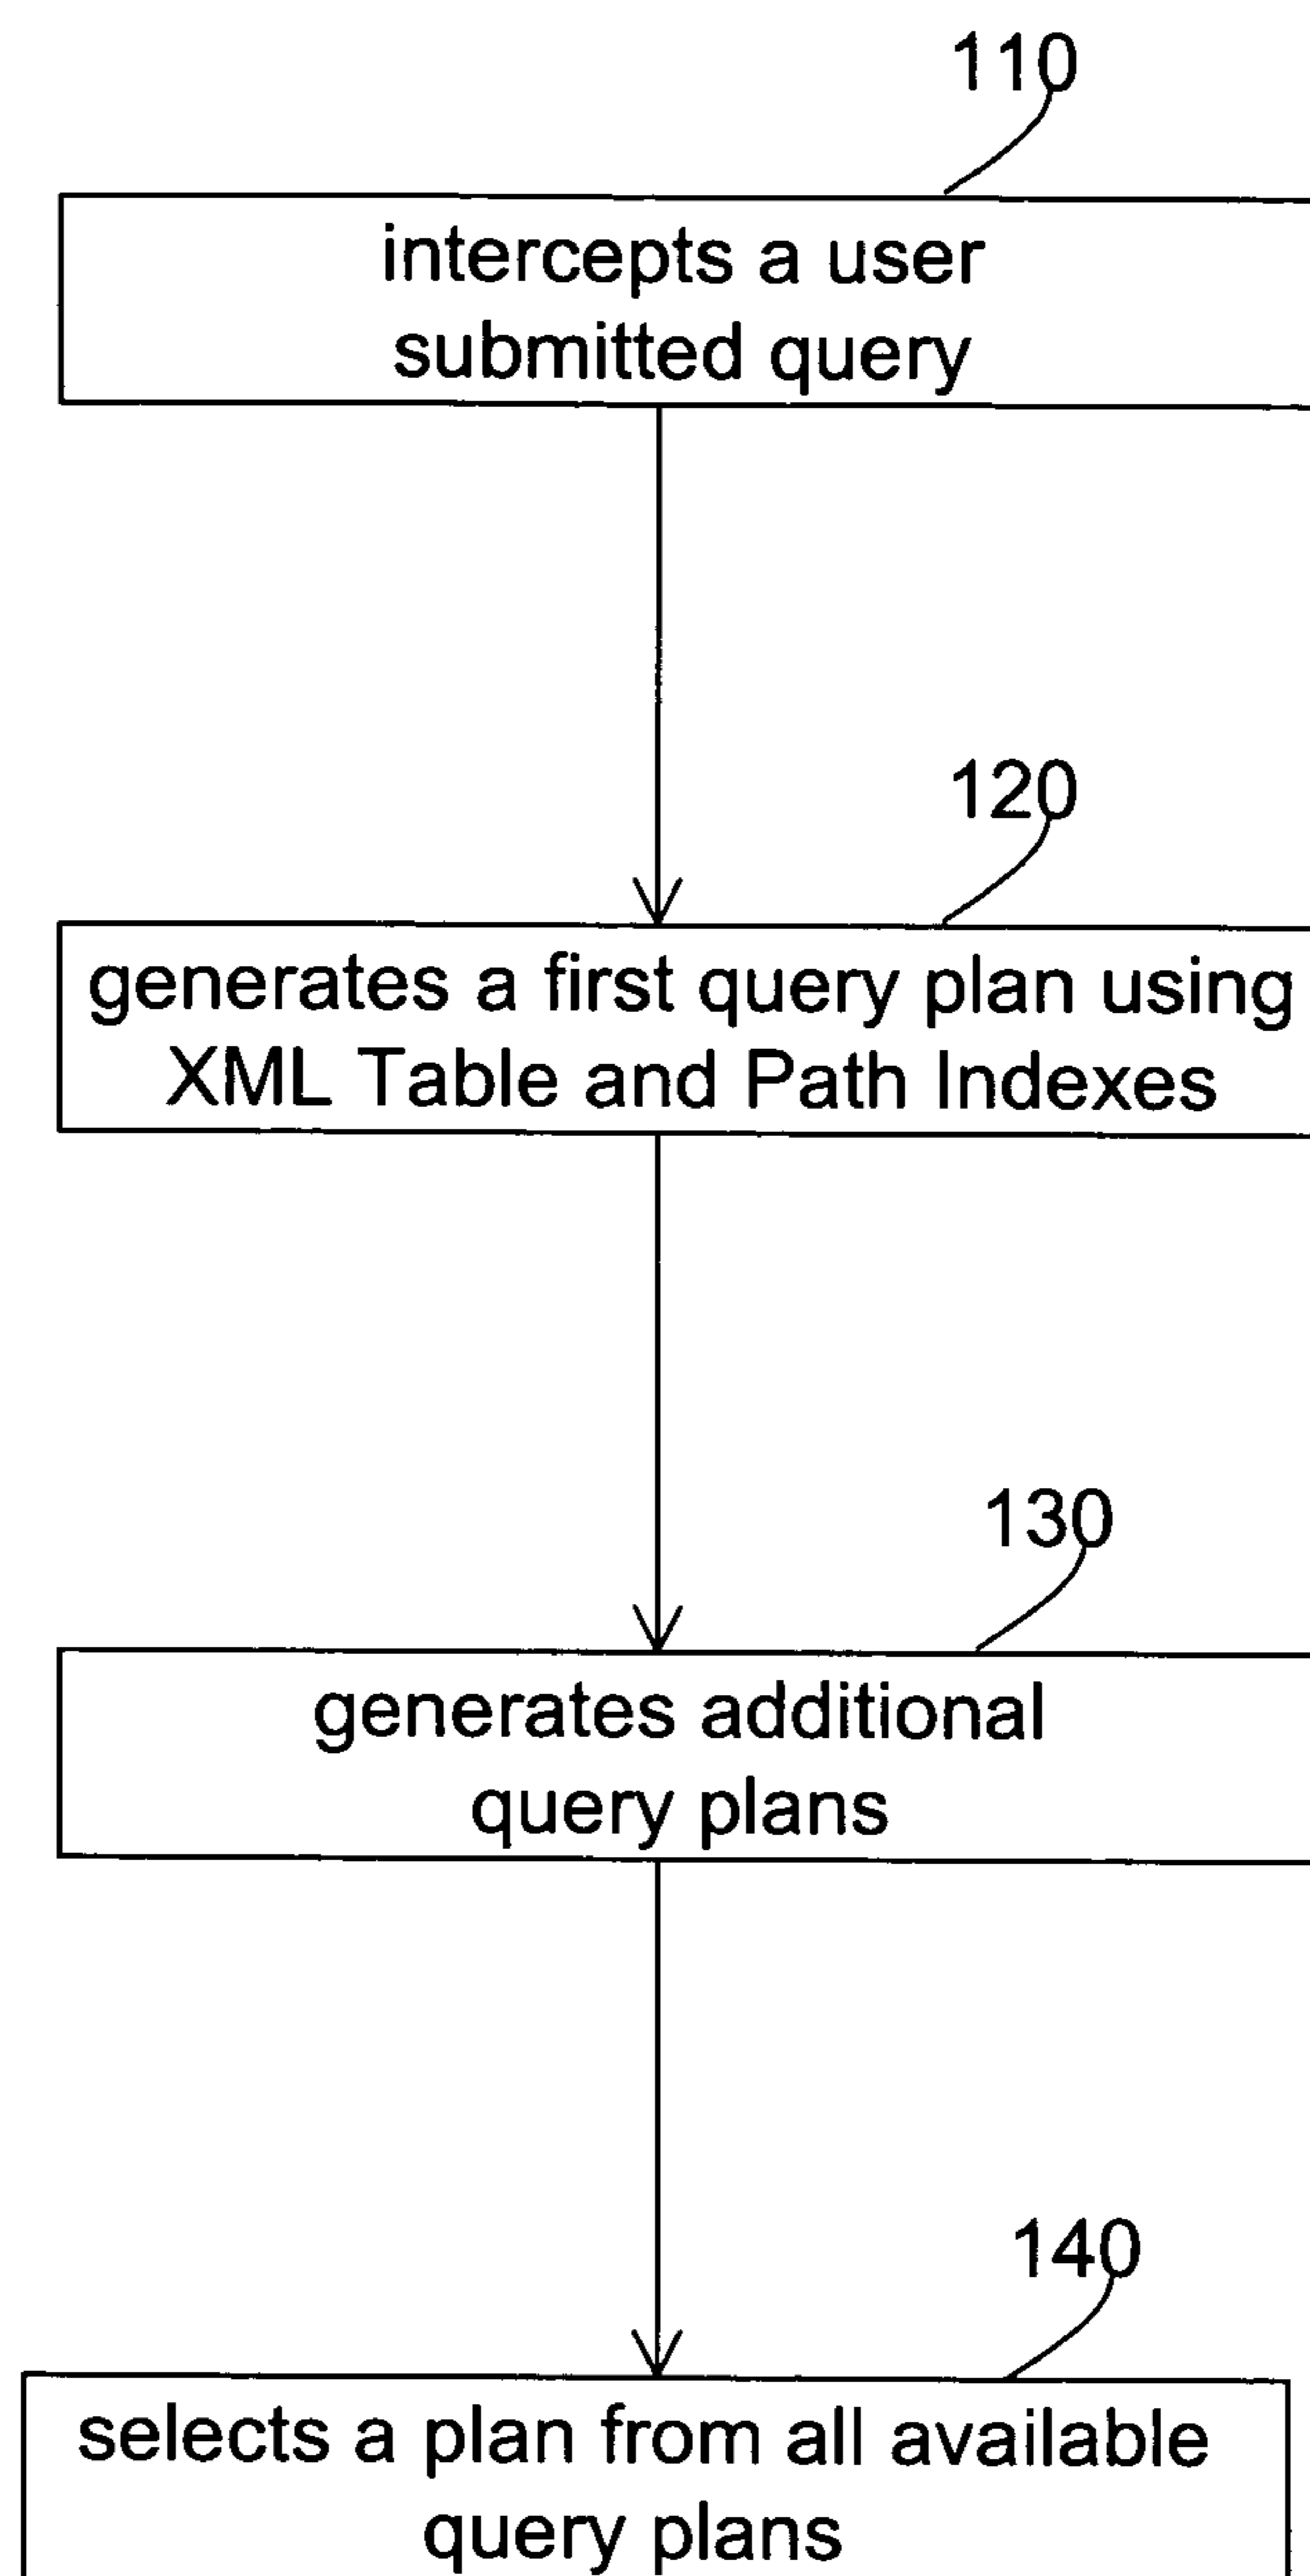 110
intercepts a user
submitted query
120
generates a first query plan using
XML Table and Path Indexes
130
generates additional
query plans
140
selects a plan from all available
query plans